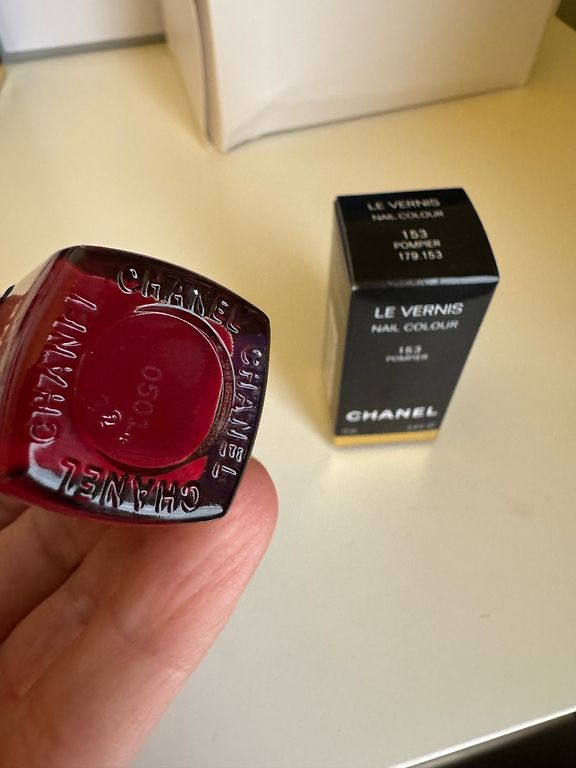 CHANEL
CHANEL
CHANEL
CHANEL
LE VERNIS
NAIL COLOUR
153
POMPIER
179.153
LE VERNIS
NAIL COLOUR
153
POMPIER
CHANEL